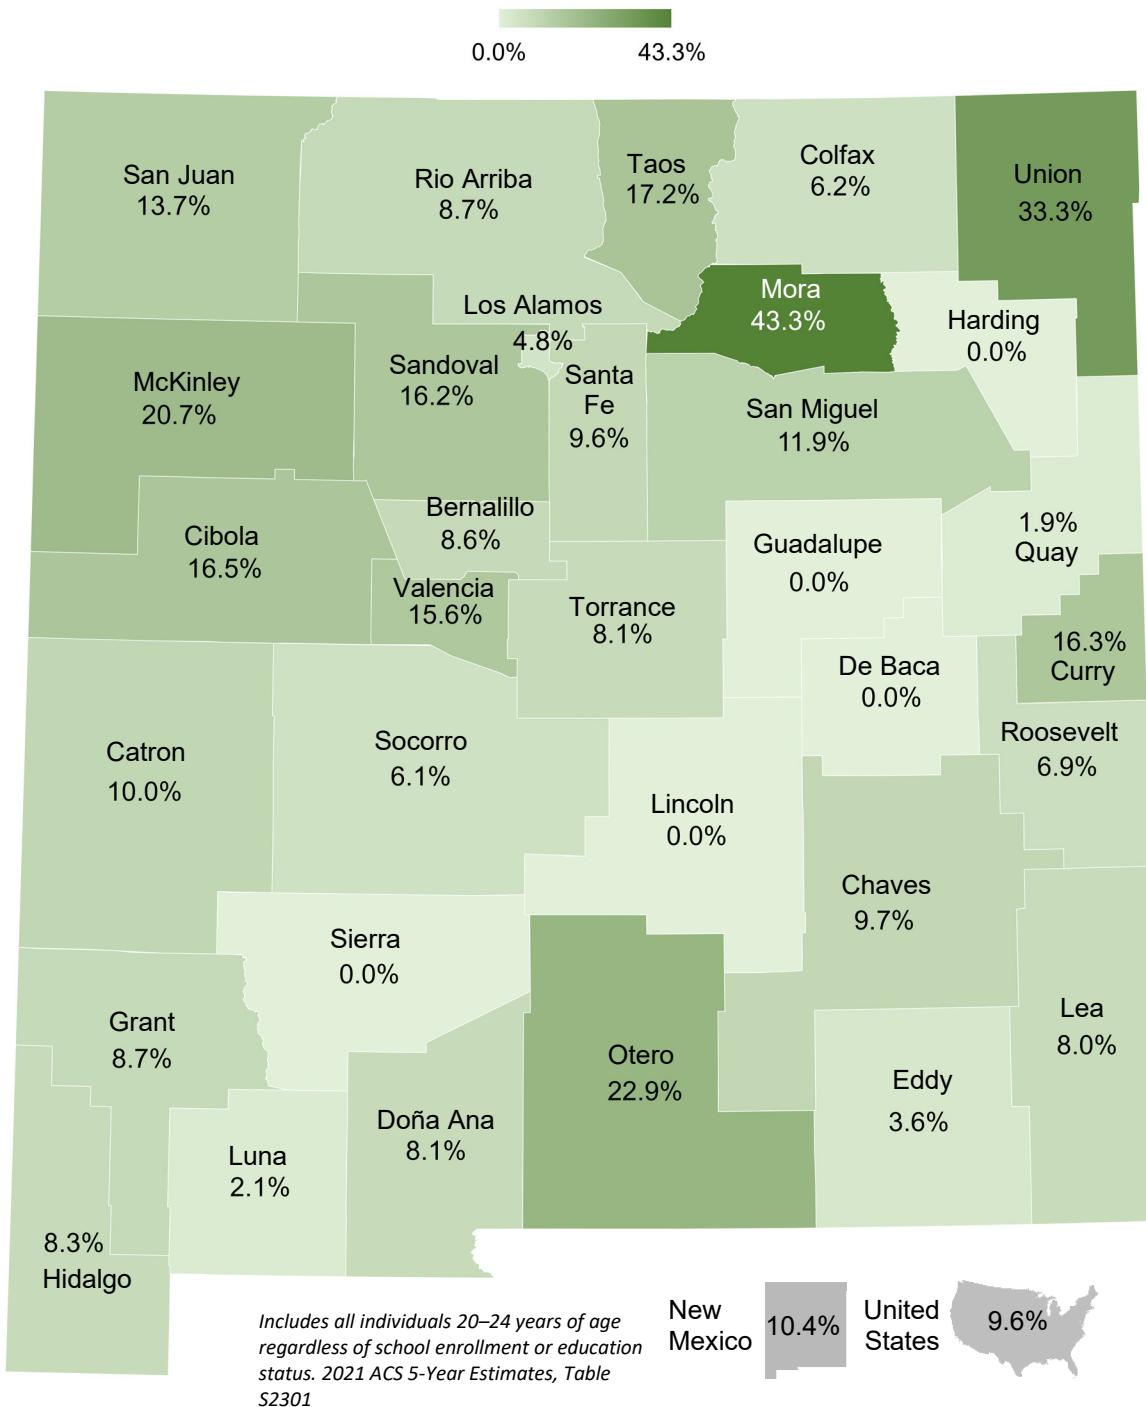 0.0%
43.3%
San Juan
13.7%
Rio Arriba
8.7%
Taos
17.2%
Colfax
6.2%
Union
33.3%
Los Alamos
4.8%
Mora
43.3%
Harding
0.0%
McKinley
20.7%
Sandoval
16.2%
Santa
Fe
9.6%
San Miguel
11.9%
Cibola
16.5%
Bernalillo
8.6%
Valencia
15.6%
Torrance
8.1%
Guadalupe
0.0%
1.9%
Quay
De Baca
0.0%
16.3%
Curry
Catron
10.0%
Socorro
6.1%
Lincoln
0.0%
Roosevelt
6.9%
Chaves
9.7%
Sierra
0.0%
Grant
8.7%
Otero
22.9%
Lea
8.0%
Eddy
3.6%
Doña Ana
8.1%
Luna
2.1%
8.3%
Hidalgo
Includes all individuals 20–24 years of age
regardless of school enrollment or education
status. 2021 ACS 5-Year Estimates, Table
S2301
New
Mexico
10.4%
United
States
9.6%